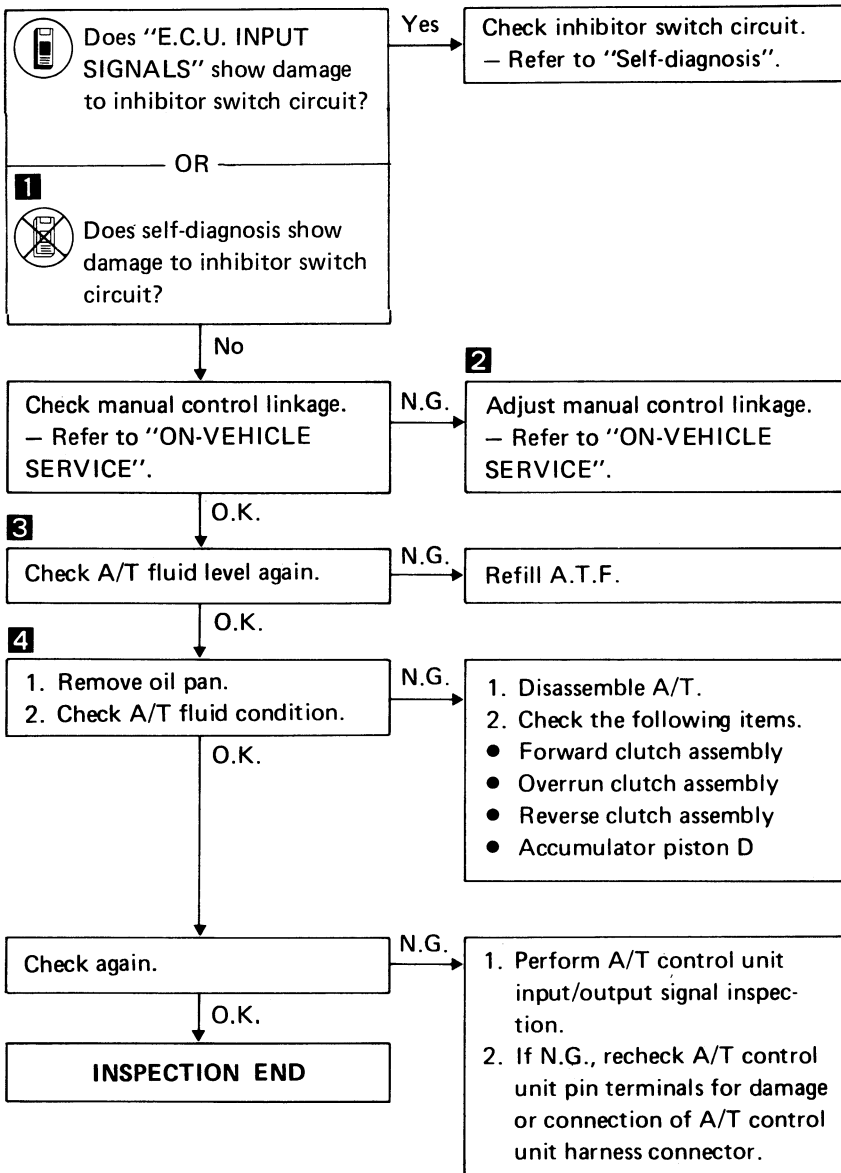 Does "E.C.U. INPUT
SIGNALS" show damage
to inhibitor switch circuit?
Yes
Check inhibitor switch circuit.
— Refer to "Self-diagnosis".
OR
1
Does self-diagnosis show
damage to inhibitor switch
circuit?
No
Check manual control linkage.
— Refer to "ON-VEHICLE
SERVICE".
N.G.
2
Adjust manual control linkage.
— Refer to "ON-VEHICLE
SERVICE".
O.K.
3
Check A/T fluid level again.
N.G.
Refill A.T.F.
O.K.
4
1. Remove oil pan.
2. Check A/T fluid condition.
N.G.
1. Disassemble A/T.
2. Check the following items.
● Forward clutch assembly
● Overrun clutch assembly
● Reverse clutch assembly
● Accumulator piston D
O.K.
Check again.
N.G.
1. Perform A/T control unit
input/output signal inspec-
tion.
2. If N.G., recheck A/T control
unit pin terminals for damage
or connection of A/T control
unit harness connector.
O.K.
INSPECTION END